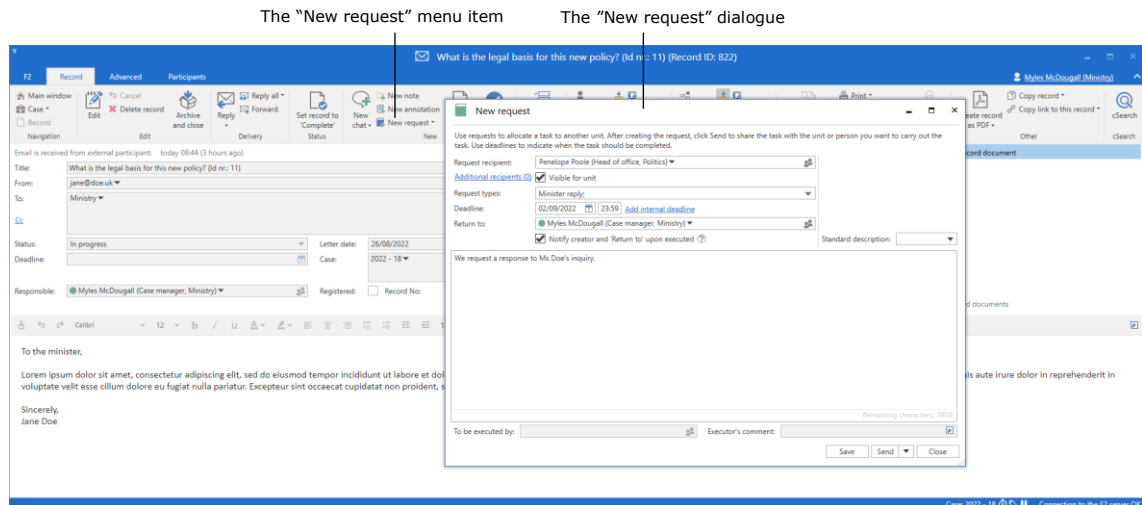 The “New request” menu item The ”New request” dialogue
What is the legal basis for this new policy? (Id nr.: 11) (Record ID: 822)
F2 Record Advanced Participants Myles McDougall (Ministry)
Main window
Case
Record
Navigation
Edit
Cancel
Delete record
Edit
Archive and close
Reply
Reply all
Forward
Delivery
Set record to 'Complete'
Status
New chat
New note
New annotation
New request
New
Print
as PDF
Copy record
Copy link to this record
Other
cSearch
cSearch
Email is received from external participant: today 08:44 (3 hours ago)
Title: What is the legal basis for this new policy? (Id nr.: 11)
From: jane@doe.uk
To: Ministry
Cc
Status: In progress Letter date: 26/08/2022
Deadline: Case: 2022 - 18
Responsible: Myles McDougall (Case manager, Ministry) Registered: Record No:
Calibri 12
To the minister,
Lorem ipsum dolor sit amet, consectetur adipiscing elit, sed do eiusmod tempor incididunt ut labore et
voluptate velit esse cillum dolore eu fugiat nulla pariatur. Excepteur sint occaecat cupidatat non proident,
Sincerely,
Jane Doe
New request
Use requests to allocate a task to another unit. After creating the request, click Send to share the task with the unit or person you want to carry out the
task. Use deadlines to indicate when the task should be completed.
Request recipient: Penelope Poole (Head of office, Politics)
Additional recipients (0) Visible for unit
Request types: Minister reply;
Deadline: 02/09/2022 23:59 Add internal deadline
Return to: Myles McDougall (Case manager, Ministry)
Notify creator and 'Return to' upon executed Standard description:
We request a response to Ms Doe's inquiry.
Remaining characters: 3958
To be executed by: Executor's comment:
Save Send Close
document
documents
aute irure dolor in reprehenderit in
Case: 2022 - 18 Connection to the F2 server OK